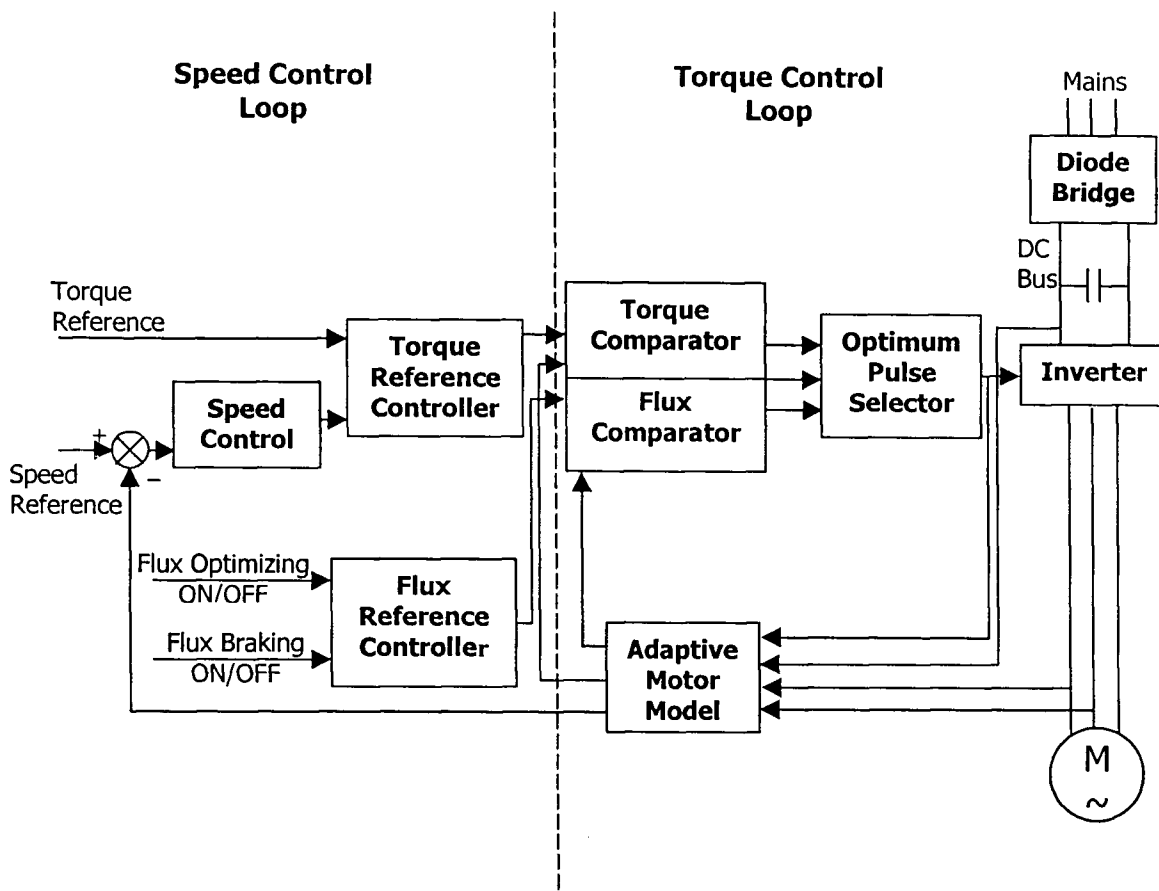 Speed Control
Loop
Torque Control
Loop
Mains
Diode
Bridge
DC
Bus
Torque
Reference
Torque
Reference
Controller
Torque
Comparator
Flux
Comparator
Optimum
Pulse
Selector
Inverter
Speed
Control
+
−
Speed
Reference
Flux Optimizing
ON/OFF
Flux Braking
ON/OFF
Flux
Reference
Controller
Adaptive
Motor
Model
M
~